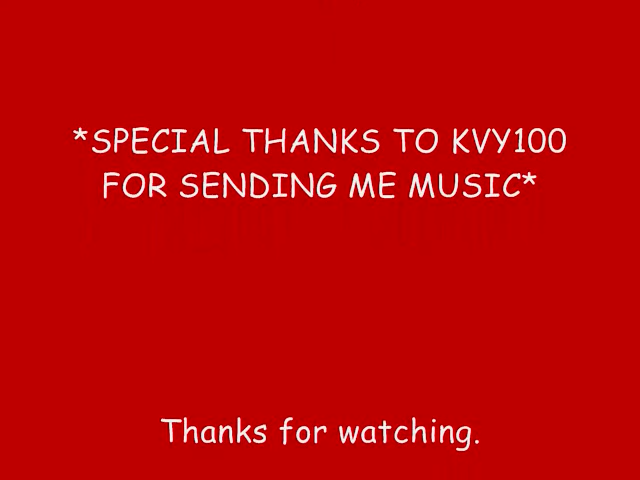 *SPECIAL THANKS TO KVY100
FOR SENDING ME MUSIC*
Thanks for watching.